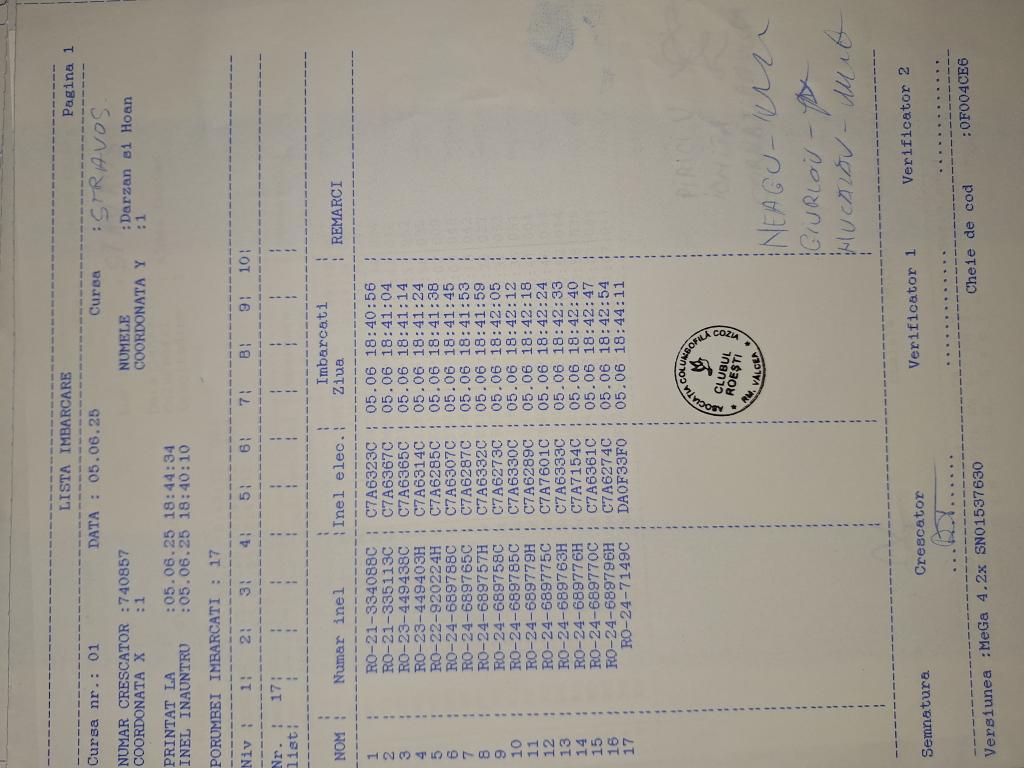 LISTA IMBARCARE
Cursa nr.: 01 DATA : 05.06.25 Cursa : STRAVOS. Pagina 1
NUMAR CRESCATOR :740857 NUMELE :Darzan si Hoan
COORDONATA X :1 COORDONATA Y :1
PRINTAT LA :05.06.25 18:44:34
INEL INAUNTRU :05.06.25 18:40:10
PORUMBEI IMBARCATI : 17
Niv : 1: 2: 3: 4: 5: 6: 7: 8: 9: 10:
Nr. : 17:
list:
Imbarcati
NOM : Numar inel :Inel elec.: Ziua : REMARCI
1 : RO-21-334088C : C7A6323C : 05.06 18:40:56
2 : RO-21-335113C : C7A6367C : 05.06 18:41:04
3 : RO-23-449438C : C7A6365C : 05.06 18:41:14
4 : RO-23-449403H : C7A6314C : 05.06 18:41:24
5 : RO-22-920224H : C7A6285C : 05.06 18:41:38
6 : RO-24-689788C : C7A6307C : 05.06 18:41:45
7 : RO-24-689765C : C7A6287C : 05.06 18:41:53
8 : RO-24-689757H : C7A6332C : 05.06 18:41:59
9 : RO-24-689758C : C7A6273C : 05.06 18:42:05
10 : RO-24-689785C : C7A6330C : 05.06 18:42:12
11 : RO-24-689779H : C7A6289C : 05.06 18:42:18
12 : RO-24-689775C : C7A7601C : 05.06 18:42:24
13 : RO-24-689763H : C7A6333C : 05.06 18:42:33
14 : RO-24-689776H : C7A7154C : 05.06 18:42:40
15 : RO-24-689770C : C7A6361C : 05.06 18:42:47
16 : RO-24-689796H : C7A6274C : 05.06 18:42:54
17 : RO-24-7149C : DA0F33F0 : 05.06 18:44:11
ASOCIATIA COLUMBOFILĂ COZIA
CLUBUL
ROEȘTI
RM. VALCEA
NEAGU -
GIURLOIU -
Semnatura Crescator Verificator 1 Verificator 2
Versiunea :MeGa 4.2x SN01537630 Cheie de cod :0F004CE6